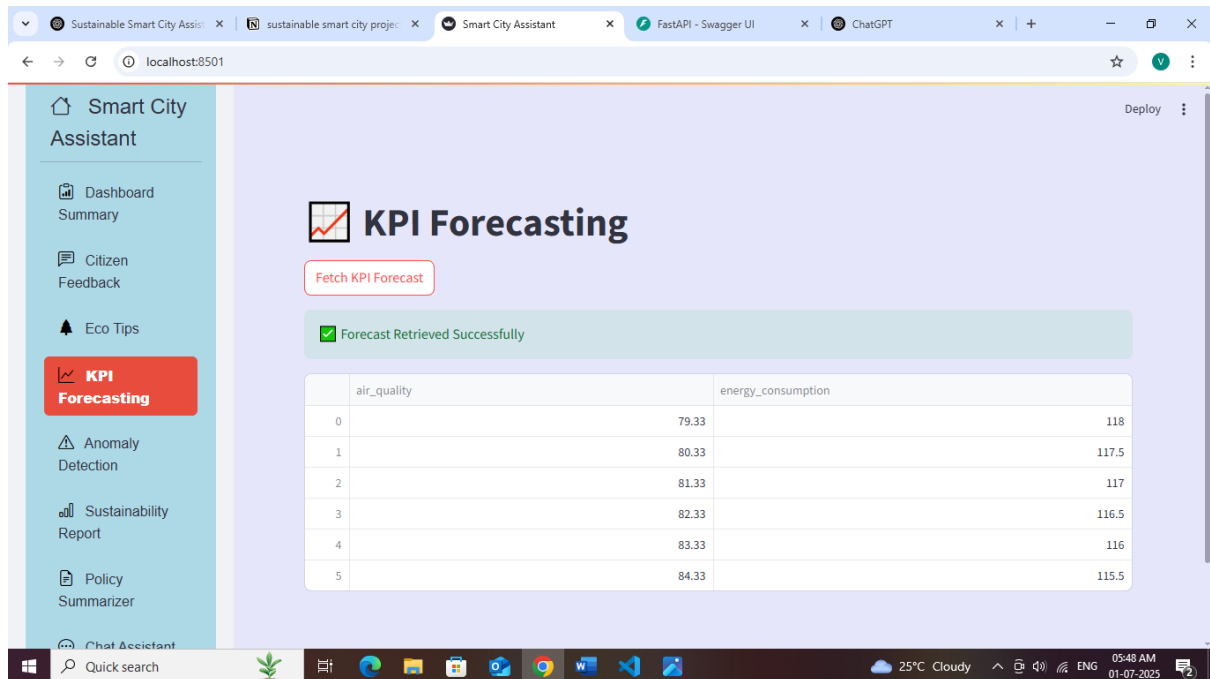 Sustainable Smart City Assist
sustainable smart city projec
Smart City Assistant
FastAPI - Swagger UI
ChatGPT
localhost:8501
V
Smart City
Assistant
Dashboard
Summary
Citizen
Feedback
Eco Tips
KPI
Forecasting
Anomaly
Detection
Sustainability
Report
Policy
Summarizer
Chat Assistant
Deploy
KPI Forecasting
Fetch KPI Forecast
Forecast Retrieved Successfully
air_quality energy_consumption
0 79.33 118
1 80.33 117.5
2 81.33 117
3 82.33 116.5
4 83.33 116
5 84.33 115.5
Quick search
25°C Cloudy
ENG
05:48 AM
01-07-2025
2